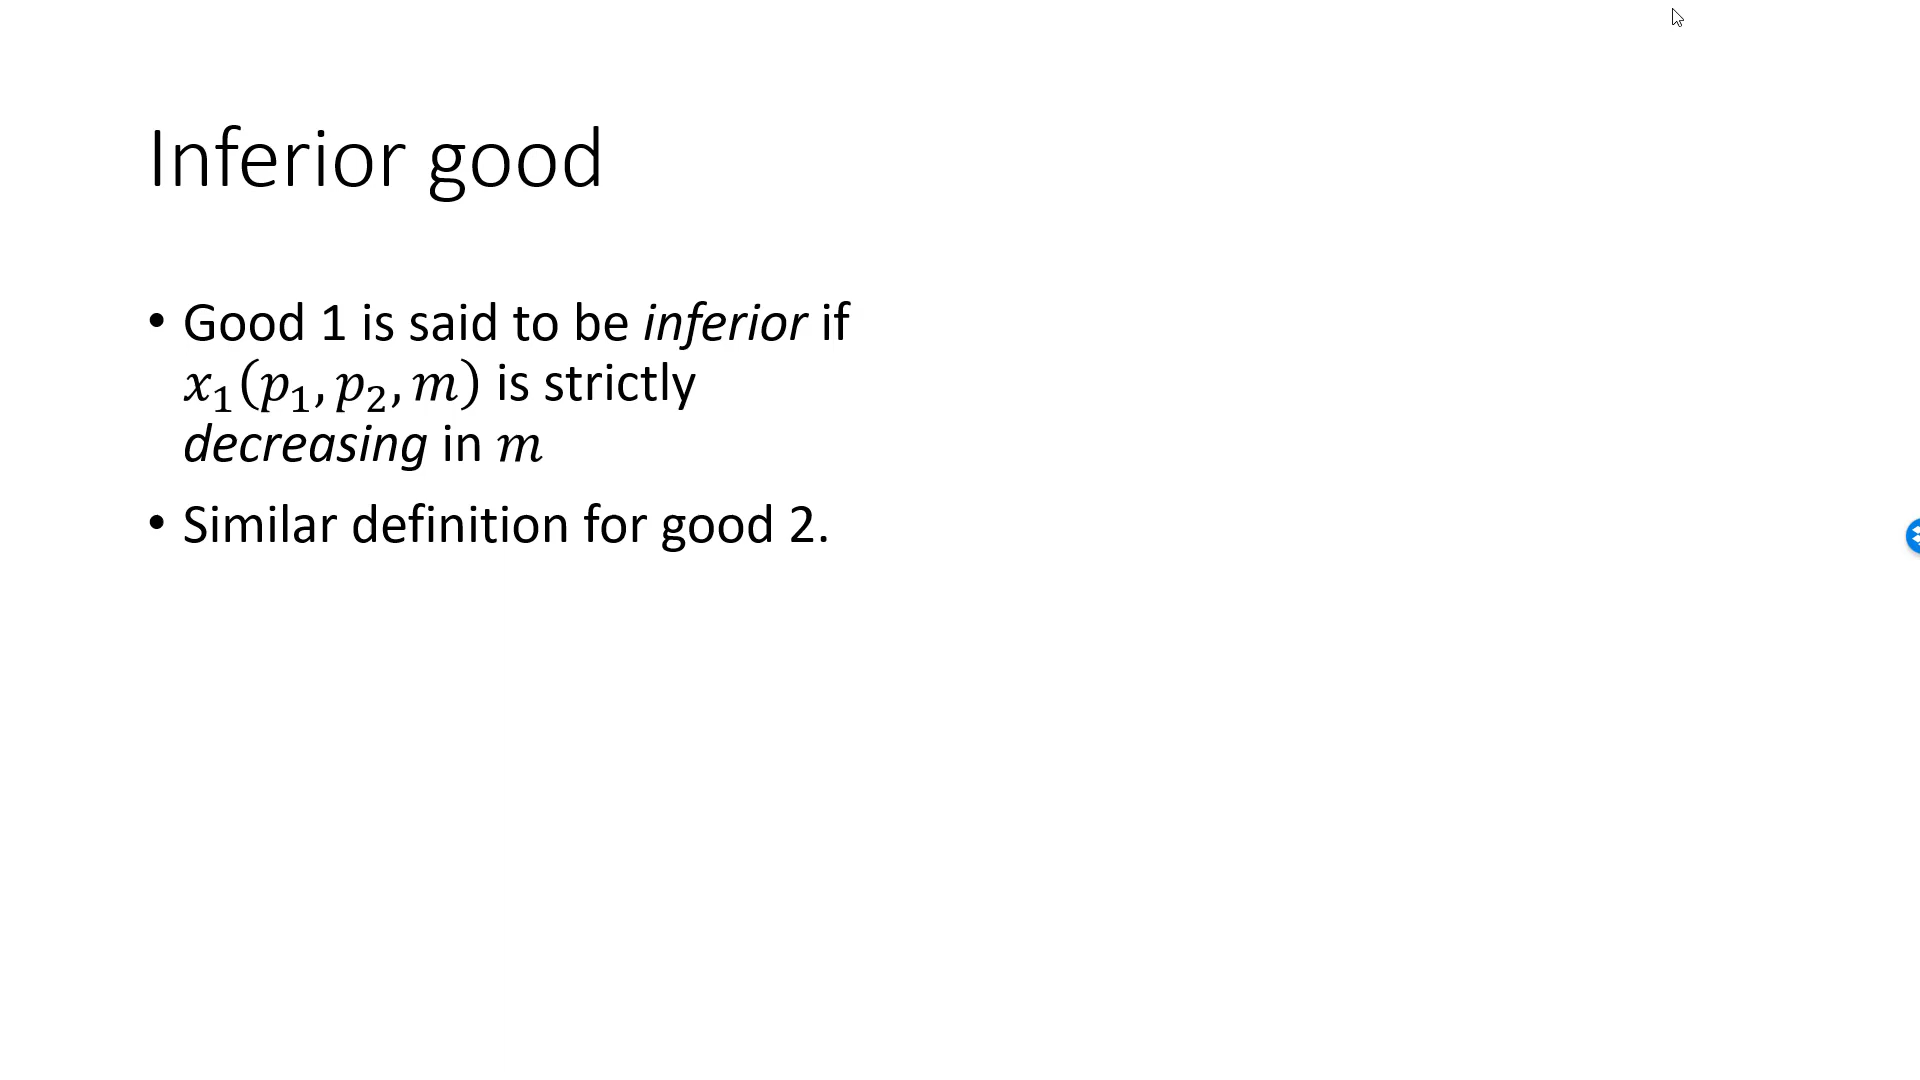 Inferior good
• Good 1 is said to be inferior if
𝑥₁(𝑝₁, 𝑝₂, 𝑚) is strictly
decreasing in 𝑚
• Similar definition for good 2.